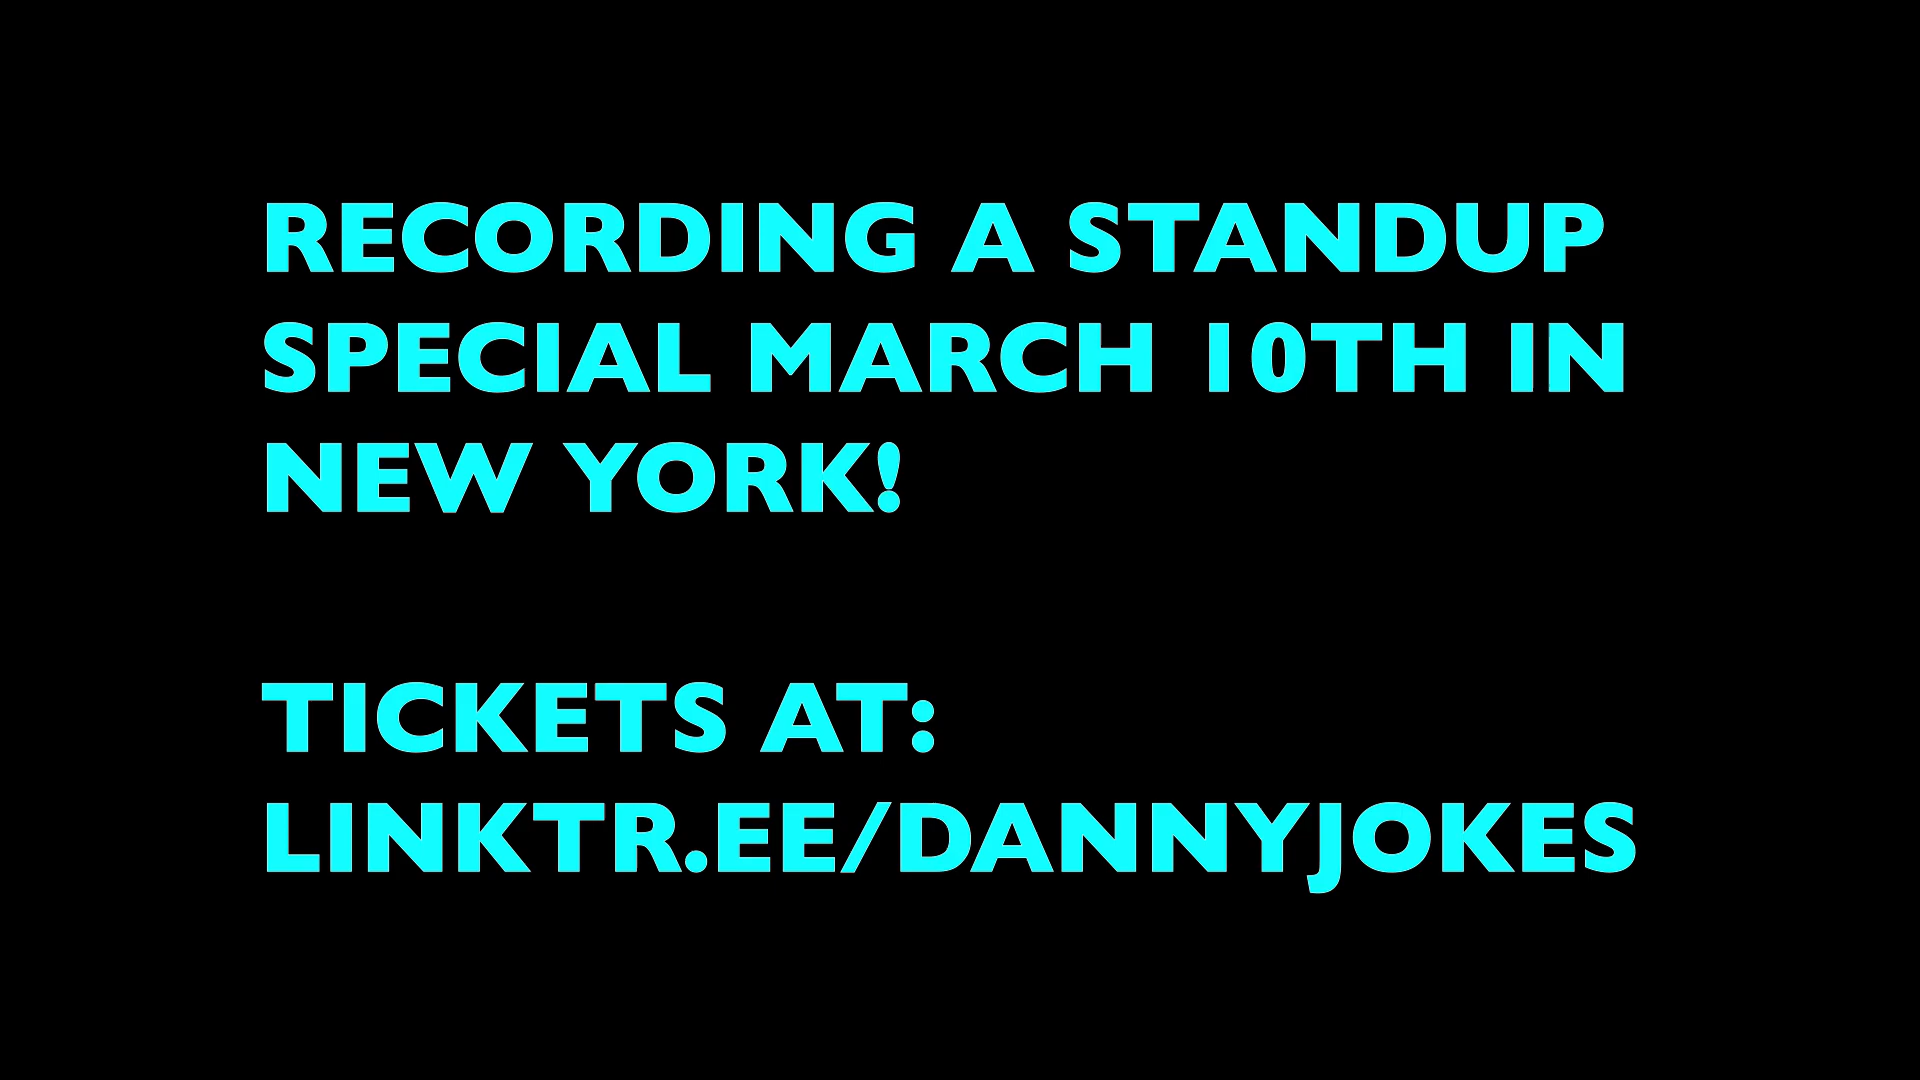 RECORDING A STANDUP
SPECIAL MARCH 10TH IN
NEW YORK!
TICKETS AT:
LINKTR.EE/DANNYJOKES